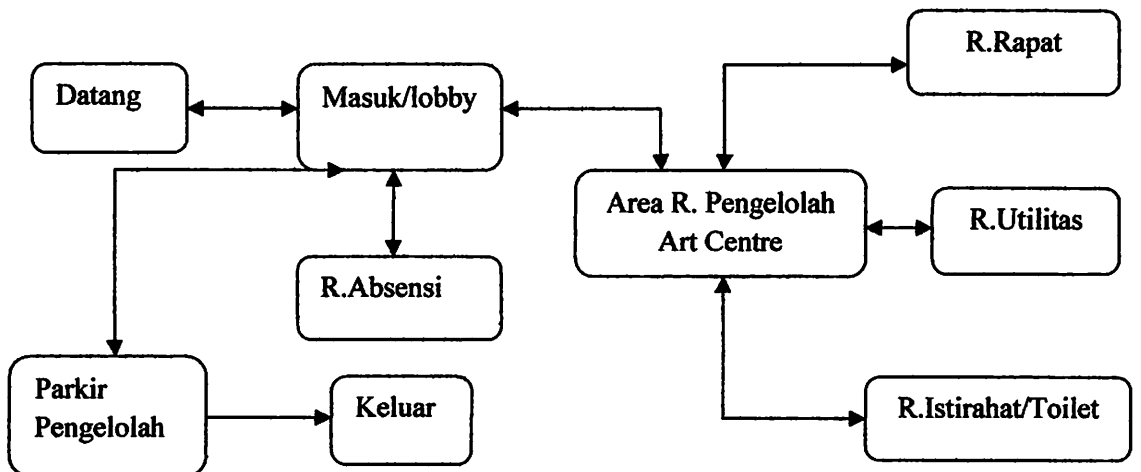 R.Rapat
Datang
Masuk/lobby
Area R. Pengelolah
Art Centre
R.Utilitas
R.Absensi
Parkir
Pengelolah
Keluar
R.Istirahat/Toilet